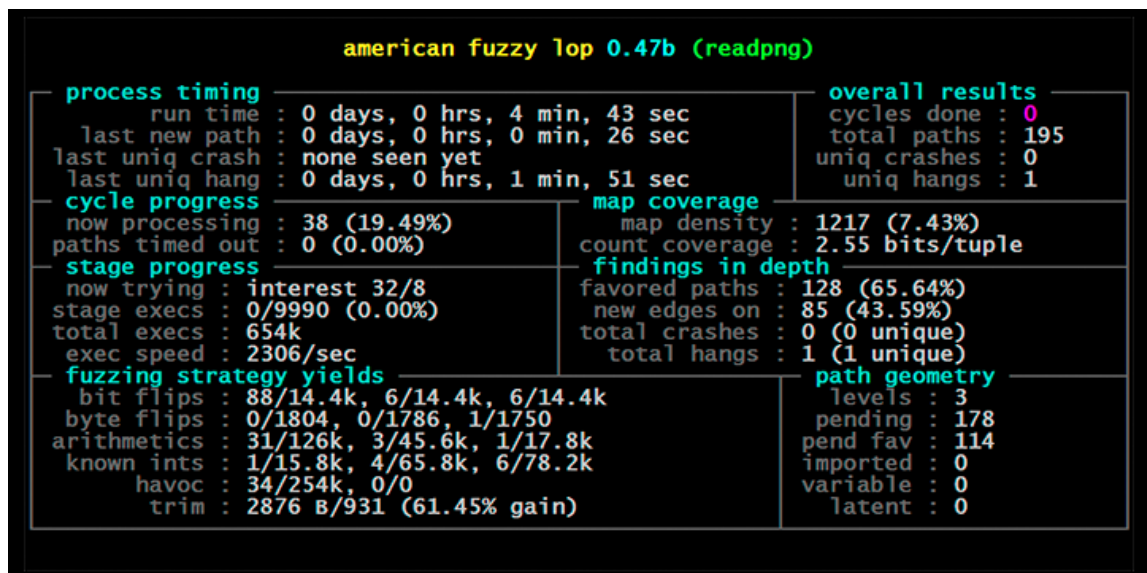 american fuzzy lop 0.47b (readpng)
process timing
run time : 0 days, 0 hrs, 4 min, 43 sec
last new path : 0 days, 0 hrs, 0 min, 26 sec
last uniq crash : none seen yet
last uniq hang : 0 days, 0 hrs, 1 min, 51 sec
overall results
cycles done : 0
total paths : 195
uniq crashes : 0
uniq hangs : 1
cycle progress
now processing : 38 (19.49%)
paths timed out : 0 (0.00%)
map coverage
map density : 1217 (7.43%)
count coverage : 2.55 bits/tuple
stage progress
now trying : interest 32/8
stage execs : 0/9990 (0.00%)
total execs : 654k
exec speed : 2306/sec
findings in depth
favored paths : 128 (65.64%)
new edges on : 85 (43.59%)
total crashes : 0 (0 unique)
total hangs : 1 (1 unique)
fuzzing strategy yields
bit flips : 88/14.4k, 6/14.4k, 6/14.4k
byte flips : 0/1804, 0/1786, 1/1750
arithmetics : 31/126k, 3/45.6k, 1/17.8k
known ints : 1/15.8k, 4/65.8k, 6/78.2k
havoc : 34/254k, 0/0
trim : 2876 B/931 (61.45% gain)
path geometry
levels : 3
pending : 178
pend fav : 114
imported : 0
variable : 0
latent : 0